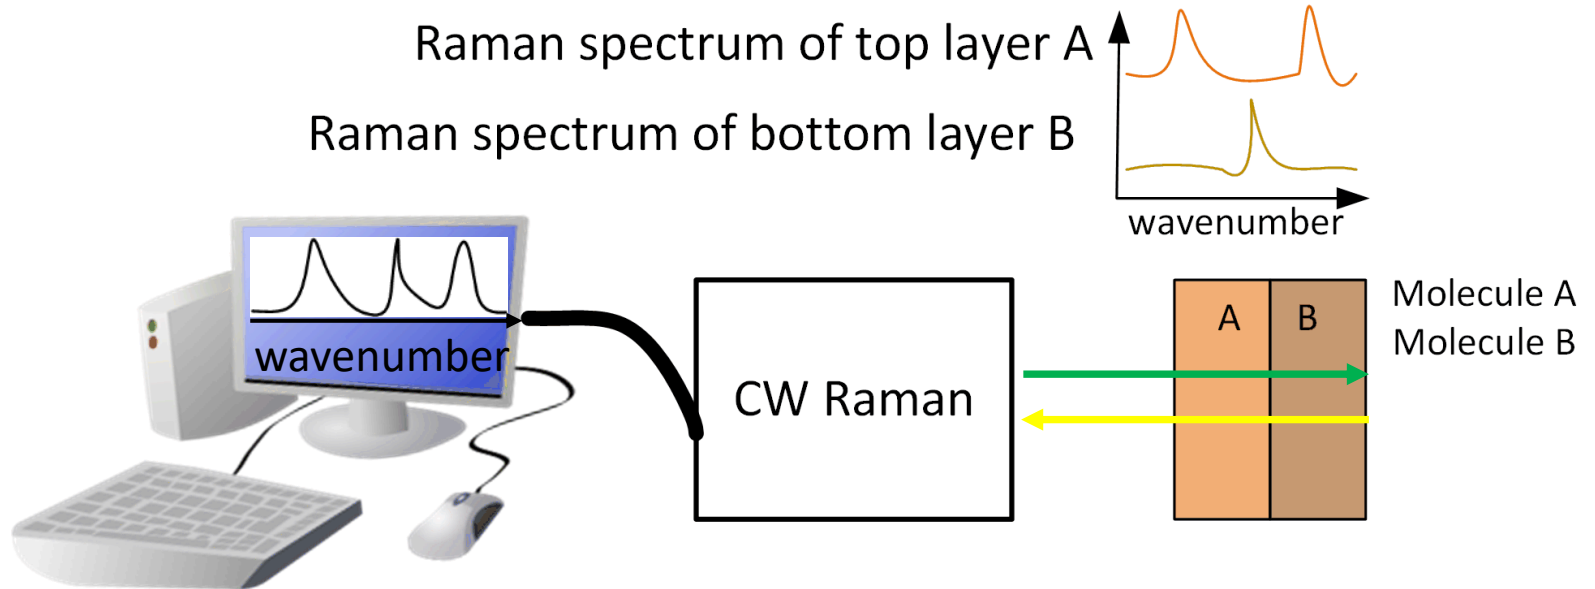 Raman spectrum of top layer A
Raman spectrum of bottom layer B
wavenumber
wavenumber
CW Raman
A
B
Molecule A
Molecule B